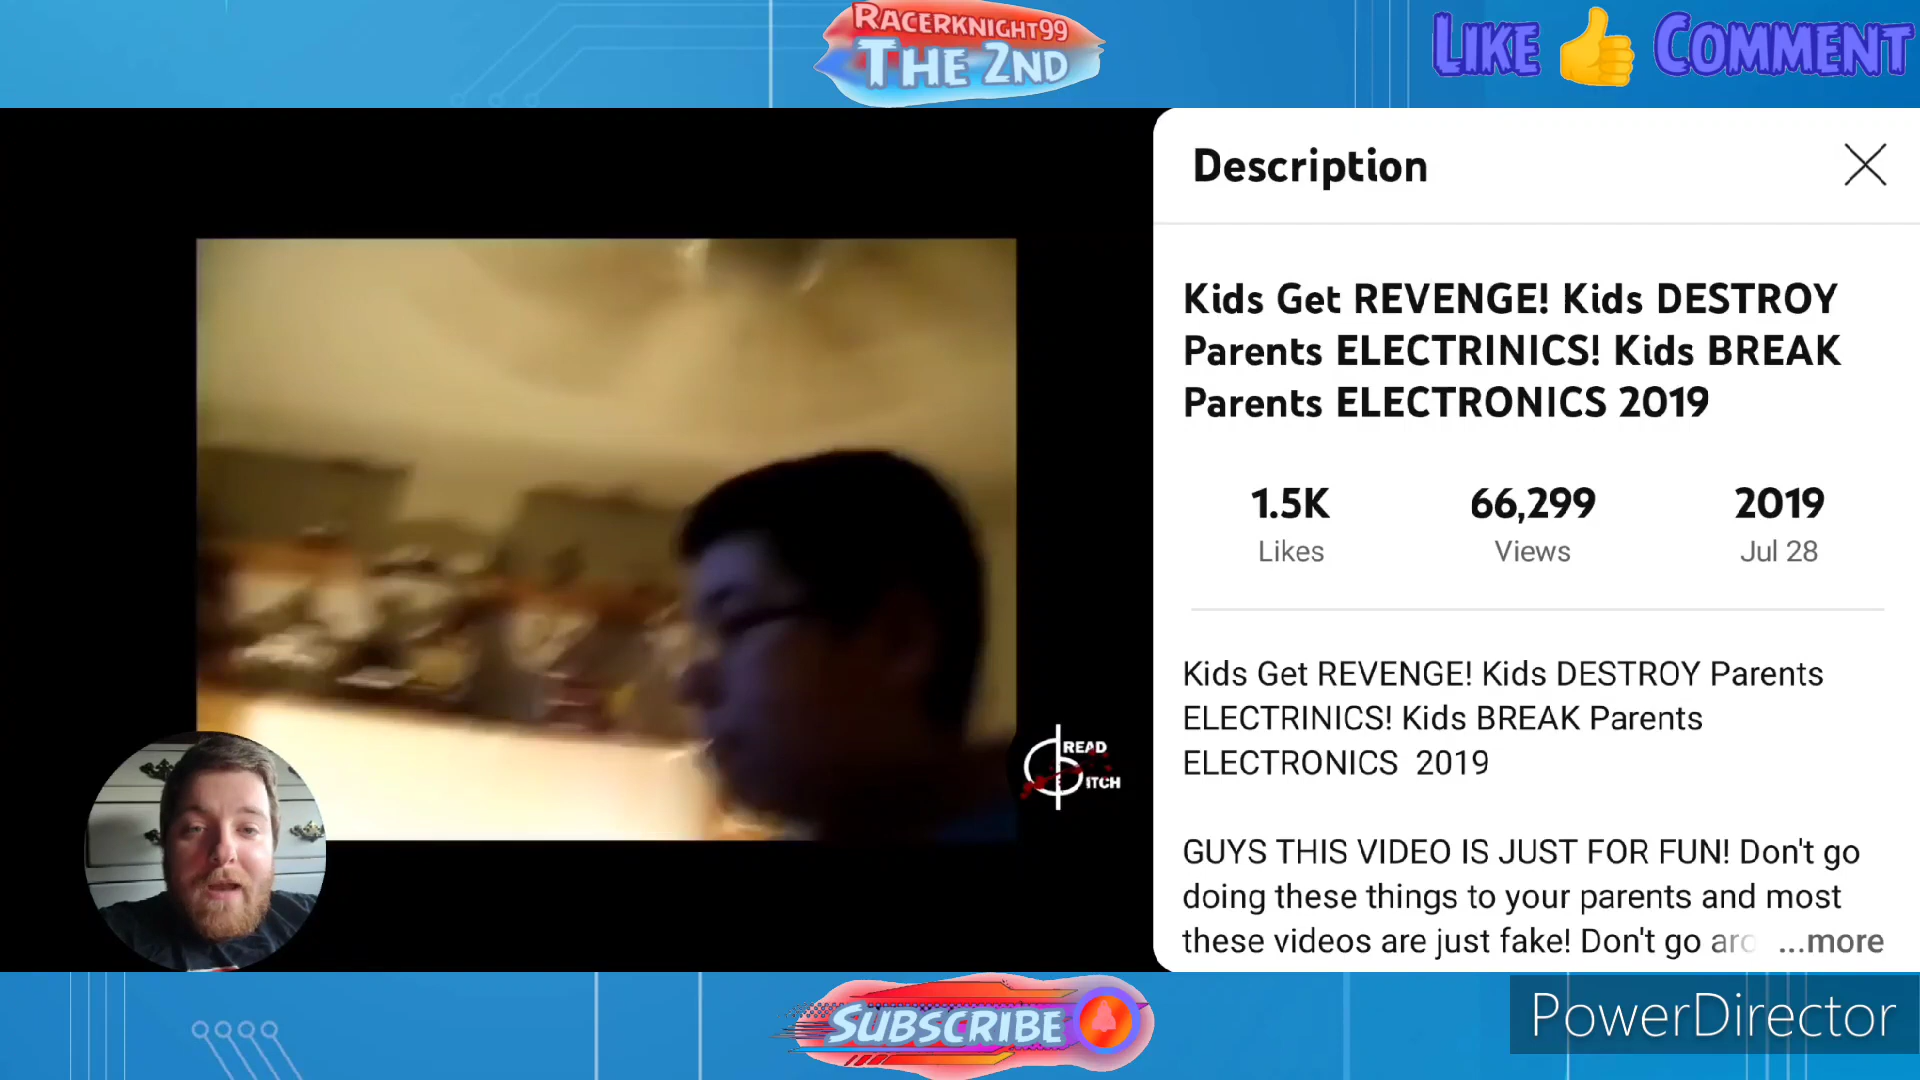 RACERKNIGHT99
THE 2ND
LIKE 👍 COMMENT
Description
Kids Get REVENGE! Kids DESTROY
Parents ELECTRINICS! Kids BREAK
Parents ELECTRONICS 2019
1.5K
Likes
66,299
Views
2019
Jul 28
Kids Get REVENGE! Kids DESTROY Parents
ELECTRINICS! Kids BREAK Parents
ELECTRONICS 2019
GUYS THIS VIDEO IS JUST FOR FUN! Don't go
doing these things to your parents and most
these videos are just fake! Don't go aro ...more
READ
ITCH
SUBSCRIBE
PowerDirector